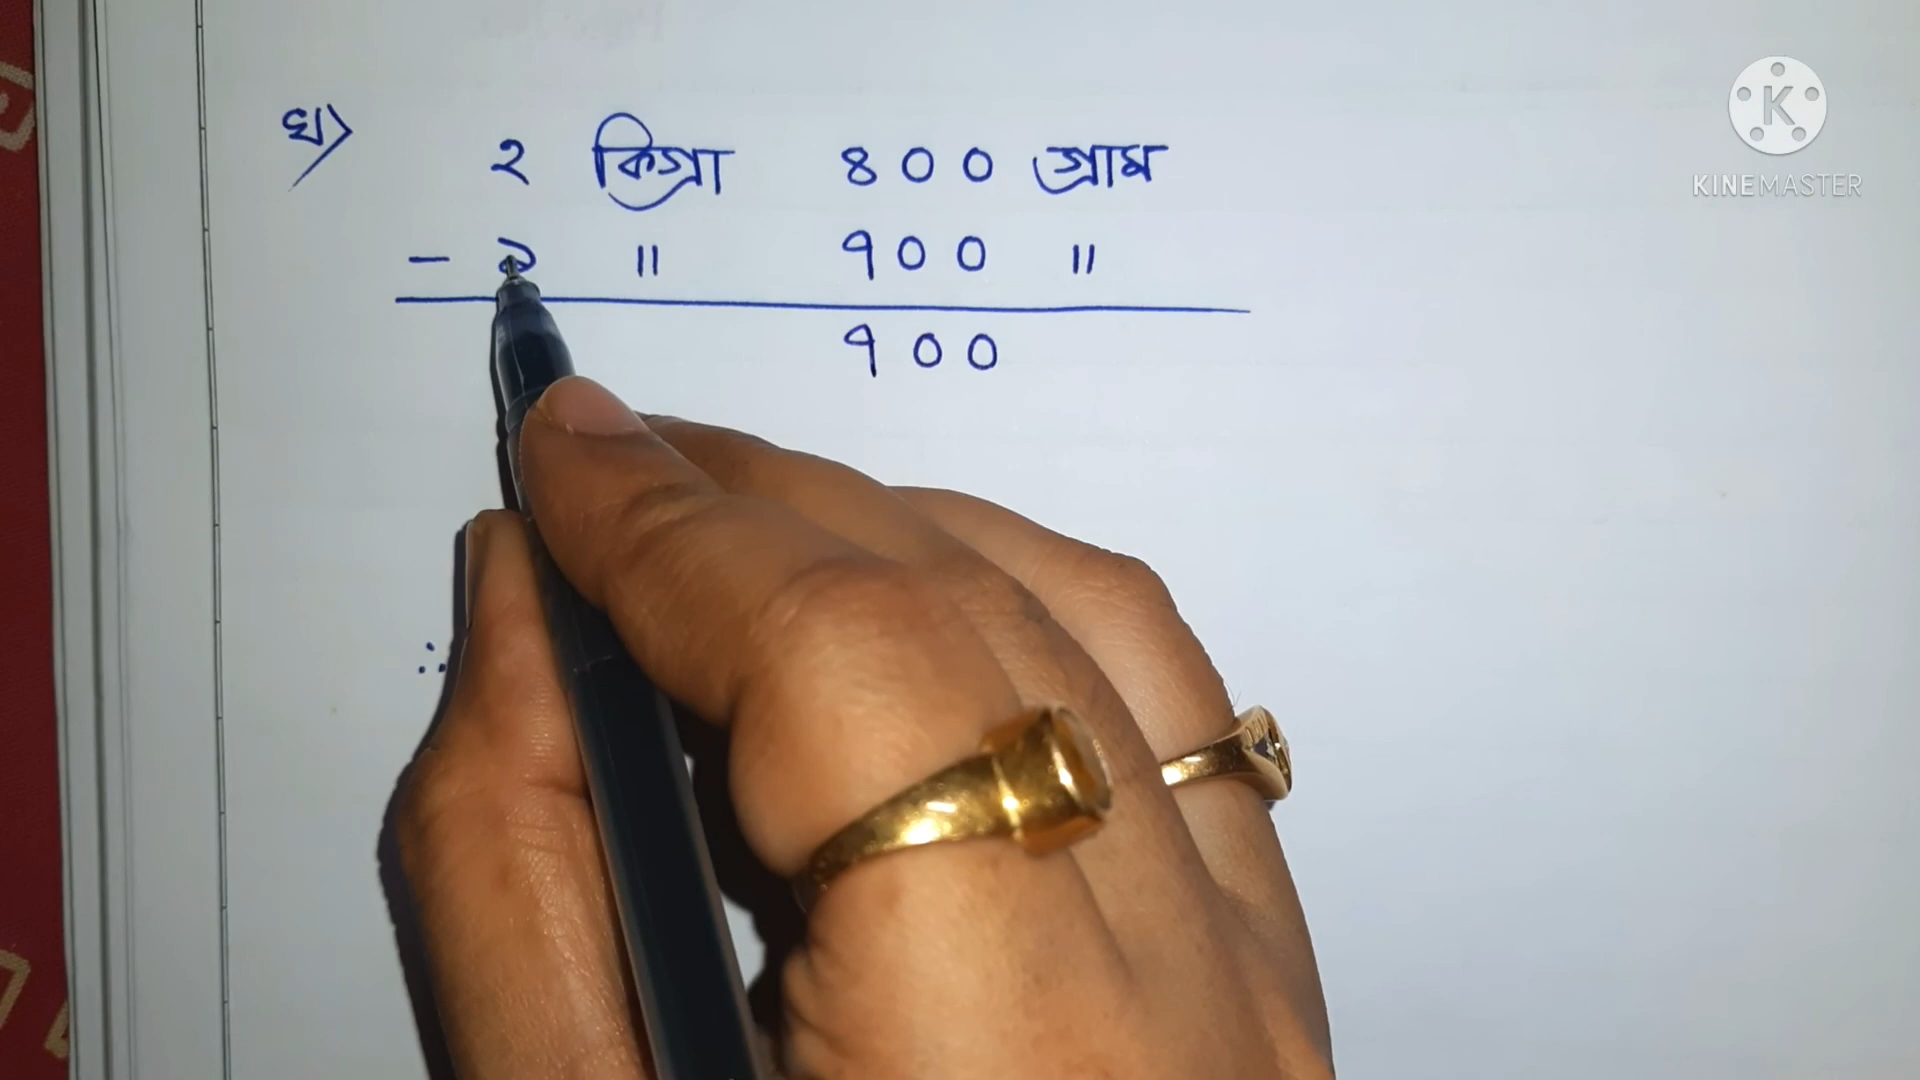 ঘ) ২ কিগ্রা ৪০০ গ্রাম
- ১ " ৭০০ "
৭০০
∴
KINEMASTER